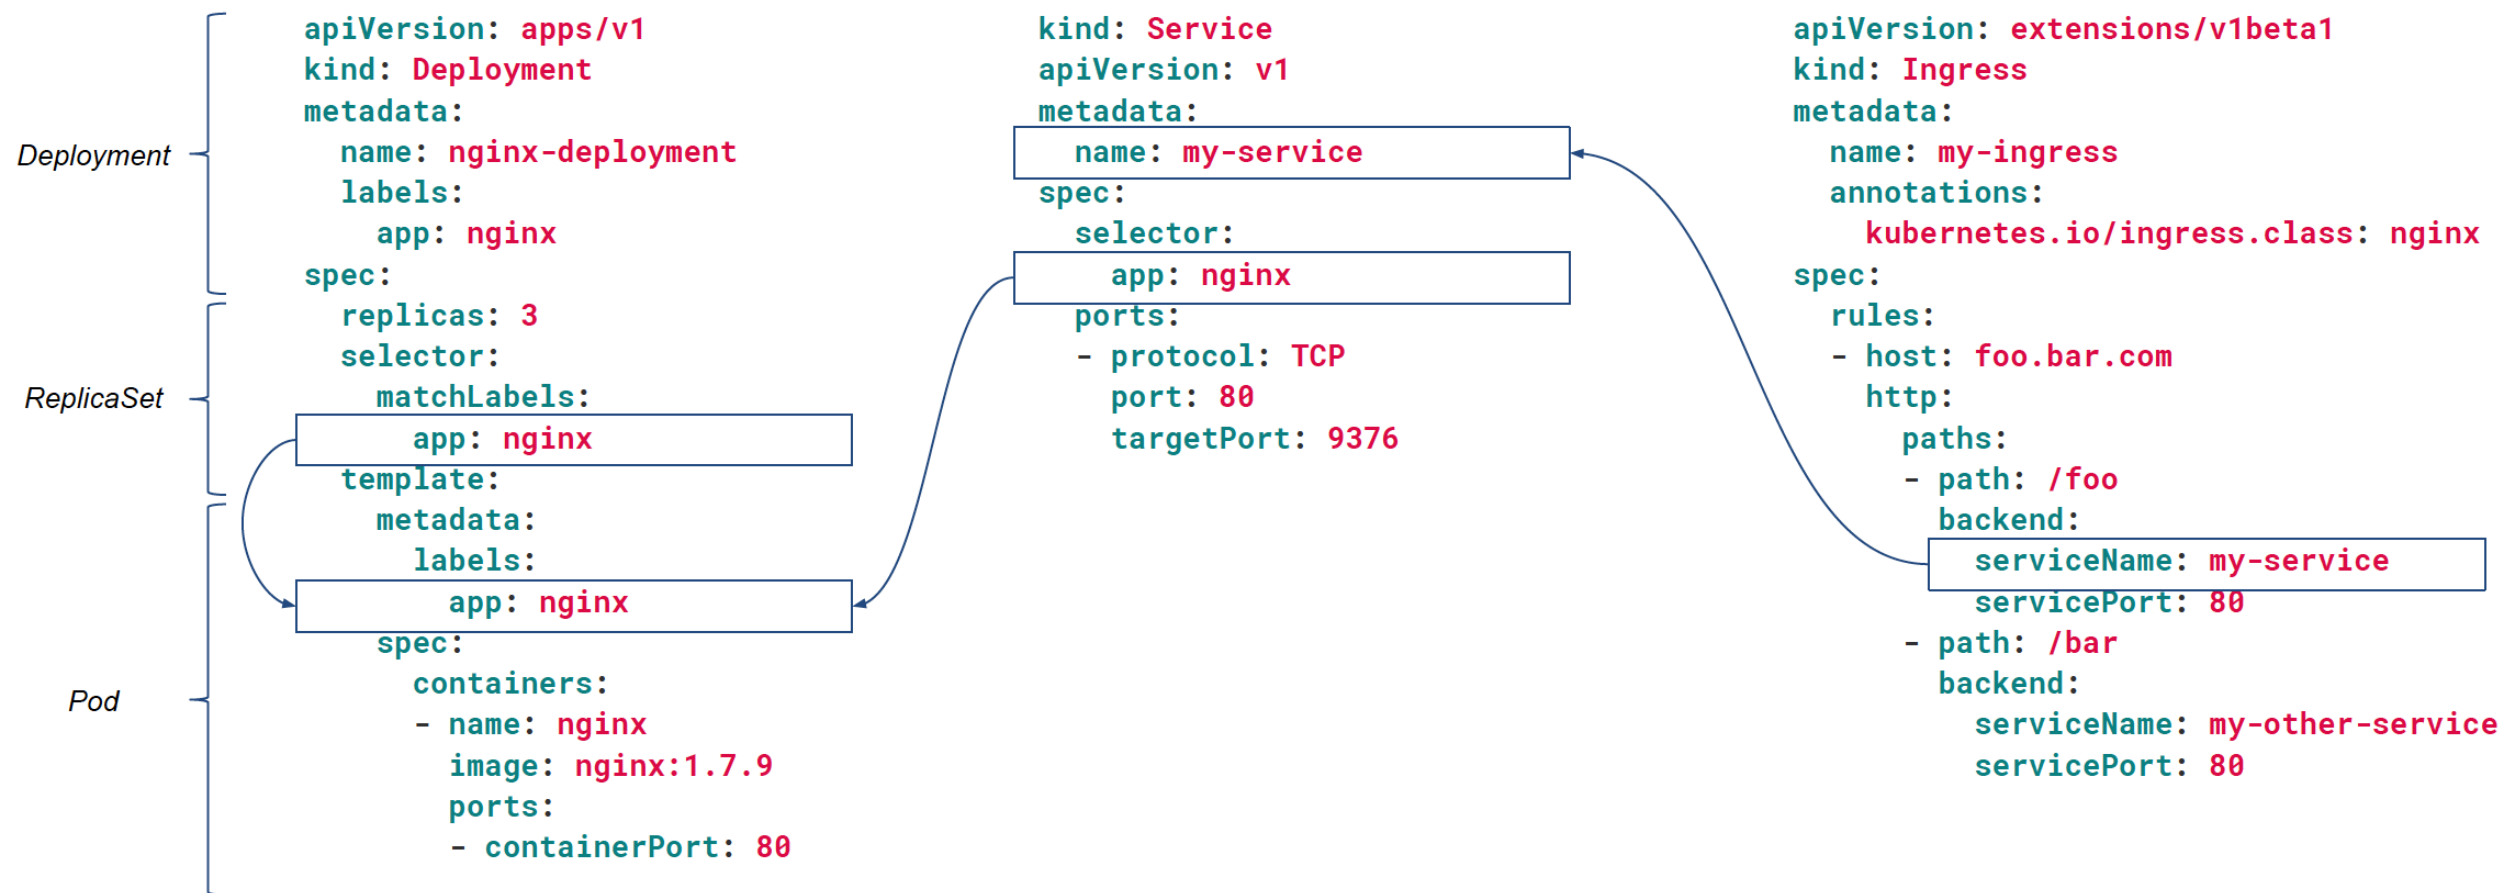 Deployment
ReplicaSet
Pod
apiVersion: apps/v1
kind: Deployment
metadata:
  name: nginx-deployment
  labels:
    app: nginx
spec:
  replicas: 3
  selector:
    matchLabels:
      app: nginx
  template:
    metadata:
      labels:
        app: nginx
    spec:
      containers:
      - name: nginx
        image: nginx:1.7.9
        ports:
        - containerPort: 80
kind: Service
apiVersion: v1
metadata:
  name: my-service
spec:
  selector:
    app: nginx
  ports:
  - protocol: TCP
    port: 80
    targetPort: 9376
apiVersion: extensions/v1beta1
kind: Ingress
metadata:
  name: my-ingress
  annotations:
    kubernetes.io/ingress.class: nginx
spec:
  rules:
  - host: foo.bar.com
    http:
      paths:
      - path: /foo
        backend:
          serviceName: my-service
          servicePort: 80
      - path: /bar
        backend:
          serviceName: my-other-service
          servicePort: 80